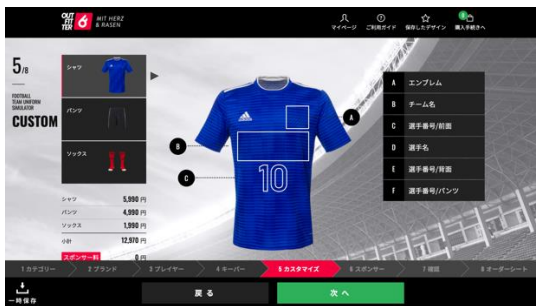 OUT
FIT
TER
MIT HERZ
& RASEN
マイページ
ご利用ガイド
保存したデザイン
購入手続きへ
5/8
FOOTBALL
TEAM UNIFORM
SIMULATOR
CUSTOM
シャツ
パンツ
ソックス
シャツ 5,990 円
パンツ 4,990 円
ソックス 1,990 円
小計 12,970 円
スポンサー料 0 円
A
B
C
10
A エンブレム
B チーム名
C 選手番号/前面
D 選手名
E 選手番号/背面
F 選手番号/パンツ
1 カテゴリー
2 ブランド
3 プレイヤー
4 キーパー
5 カスタマイズ
6 スポンサー
7 確認
8 オーダーシート
一時保存
戻る
次へ